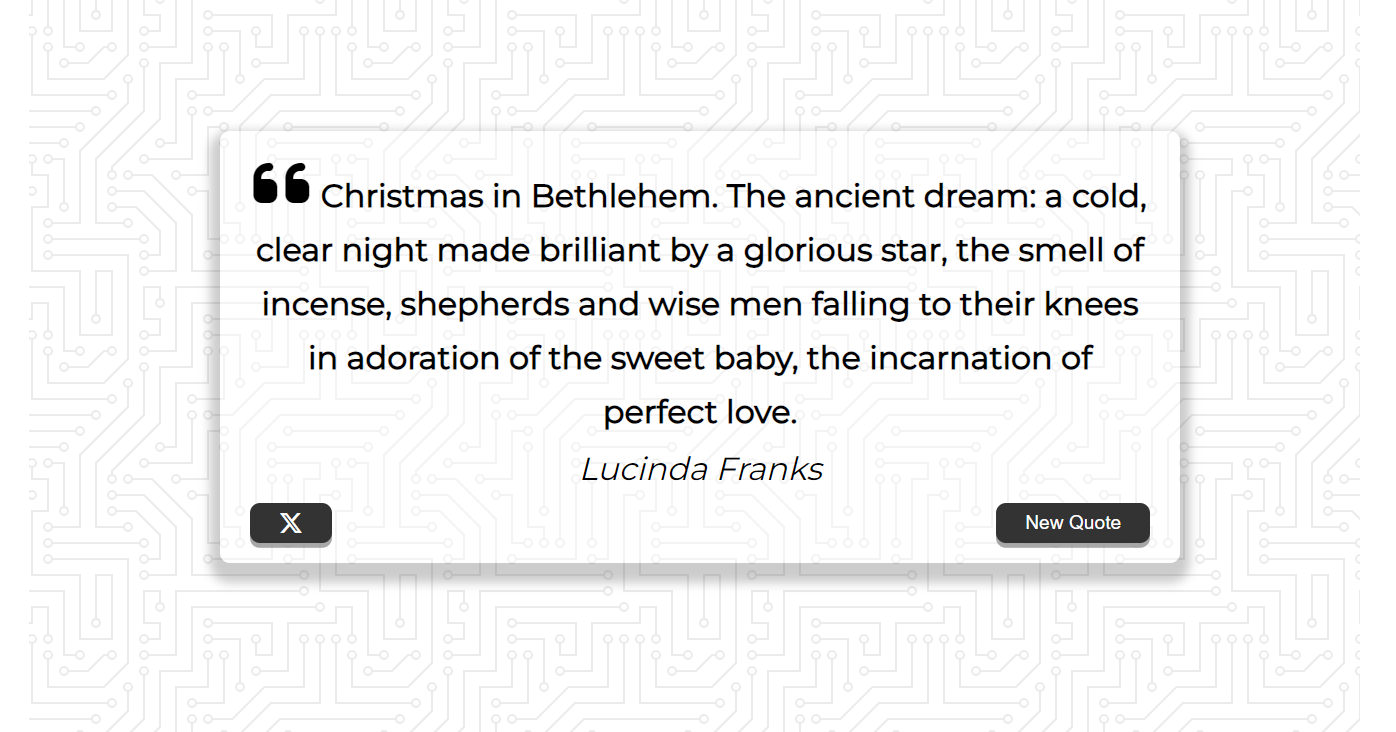 “ Christmas in Bethlehem. The ancient dream: a cold,
clear night made brilliant by a glorious star, the smell of
incense, shepherds and wise men falling to their knees
in adoration of the sweet baby, the incarnation of
perfect love.
Lucinda Franks
X
New Quote